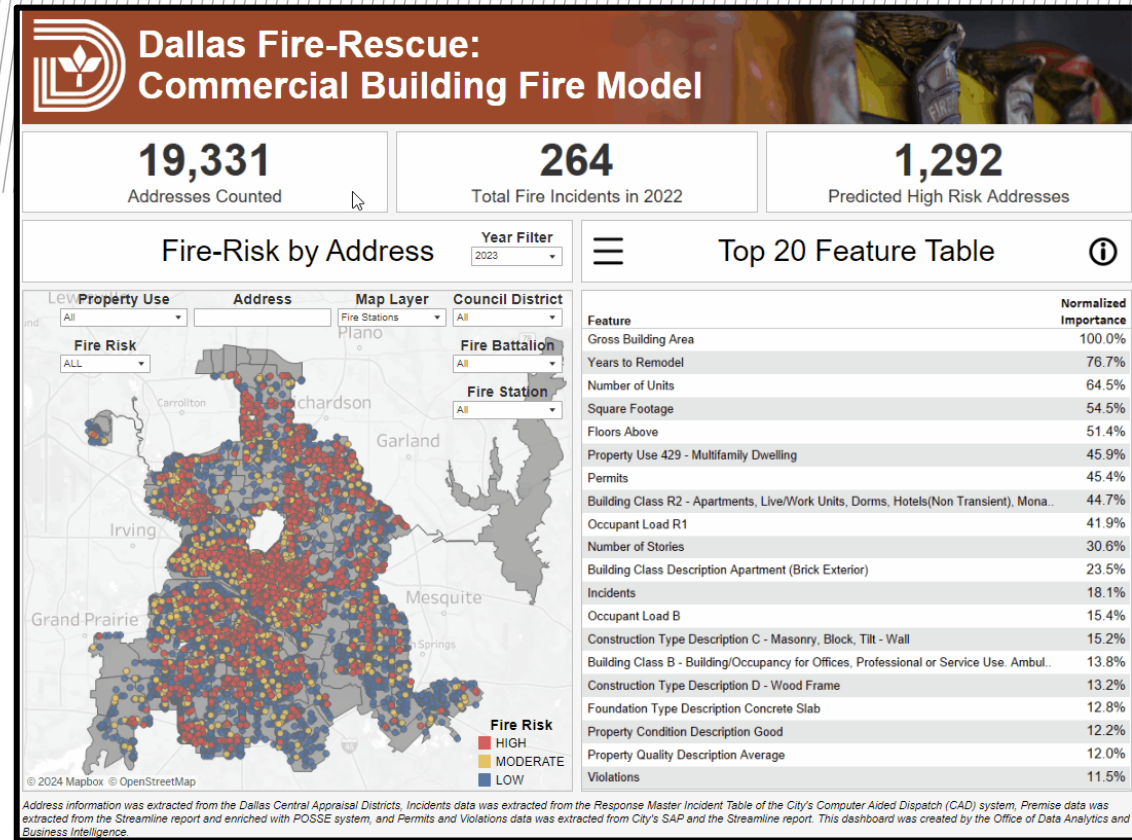 Dallas Fire-Rescue:
Commercial Building Fire Model
19,331
Addresses Counted
264
Total Fire Incidents in 2022
1,292
Predicted High Risk Addresses
Fire-Risk by Address
Year Filter
2023
Top 20 Feature Table
Property Use
All
Address
Map Layer
Fire Stations
Council District
All
Fire Risk
ALL
Fire Battalion
All
Fire Station
All
Plano
Carrollton
Garland
Irving
Mesquite
Grand Prairie
Springs
Fire Risk
HIGH
MODERATE
LOW
© 2024 Mapbox © OpenStreetMap
Feature Normalized Importance
Gross Building Area 100.0%
Years to Remodel 76.7%
Number of Units 64.5%
Square Footage 54.5%
Floors Above 51.4%
Property Use 429 - Multifamily Dwelling 45.9%
Permits 45.4%
Building Class R2 - Apartments, Live/Work Units, Dorms, Hotels(Non Transient), Mona.. 44.7%
Occupant Load R1 41.9%
Number of Stories 30.6%
Building Class Description Apartment (Brick Exterior) 23.5%
Incidents 18.1%
Occupant Load B 15.4%
Construction Type Description C - Masonry, Block, Tilt - Wall 15.2%
Building Class B - Building/Occupancy for Offices, Professional or Service Use. Ambul.. 13.8%
Construction Type Description D - Wood Frame 13.2%
Foundation Type Description Concrete Slab 12.8%
Property Condition Description Good 12.2%
Property Quality Description Average 12.0%
Violations 11.5%
Address information was extracted from the Dallas Central Appraisal Districts, Incidents data was extracted from the Response Master Incident Table of the City's Computer Aided Dispatch (CAD) system, Premise data was
extracted from the Streamline report and enriched with POSSE system, and Permits and Violations data was extracted from City's SAP and the Streamline report. This dashboard was created by the Office of Data Analytics and
Business Intelligence.